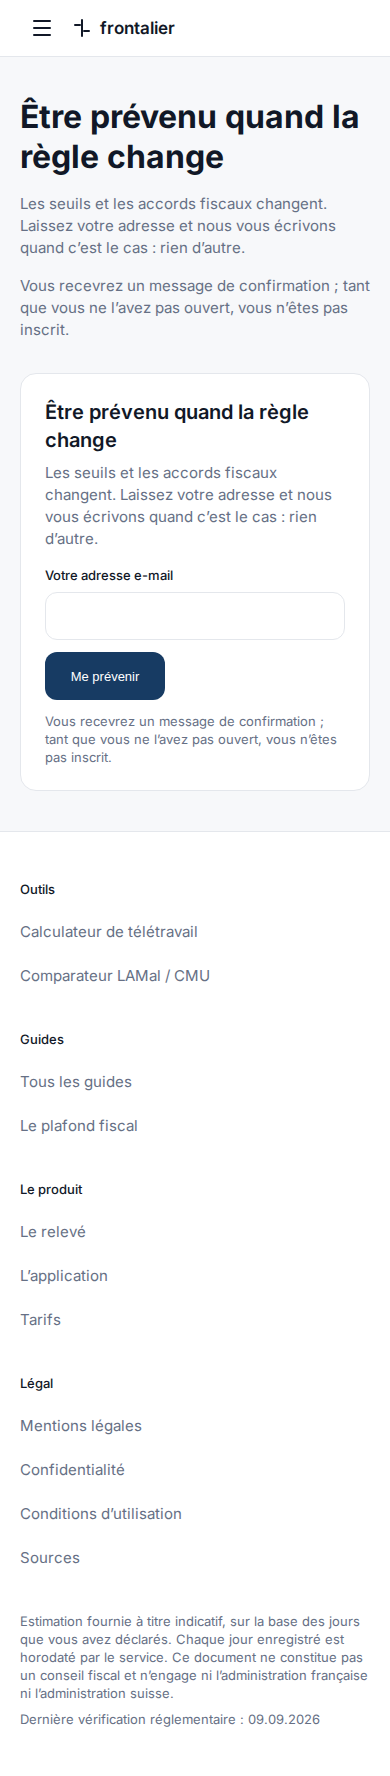 frontalier
Être prévenu quand la
règle change
Les seuils et les accords fiscaux changent.
Laissez votre adresse et nous vous écrivons
quand c’est le cas : rien d’autre.
Vous recevrez un message de confirmation ; tant
que vous ne l’avez pas ouvert, vous n’êtes pas
inscrit.
Être prévenu quand la règle
change
Les seuils et les accords fiscaux
changent. Laissez votre adresse et nous
vous écrivons quand c’est le cas : rien
d’autre.
Votre adresse e-mail
Me prévenir
Vous recevrez un message de confirmation ;
tant que vous ne l’avez pas ouvert, vous n’êtes
pas inscrit.
Outils
Calculateur de télétravail
Comparateur LAMal / CMU
Guides
Tous les guides
Le plafond fiscal
Le produit
Le relevé
L’application
Tarifs
Légal
Mentions légales
Confidentialité
Conditions d’utilisation
Sources
Estimation fournie à titre indicatif, sur la base des jours
que vous avez déclarés. Chaque jour enregistré est
horodaté par le service. Ce document ne constitue pas
un conseil fiscal et n’engage ni l’administration française
ni l’administration suisse.
Dernière vérification réglementaire : 09.09.2026